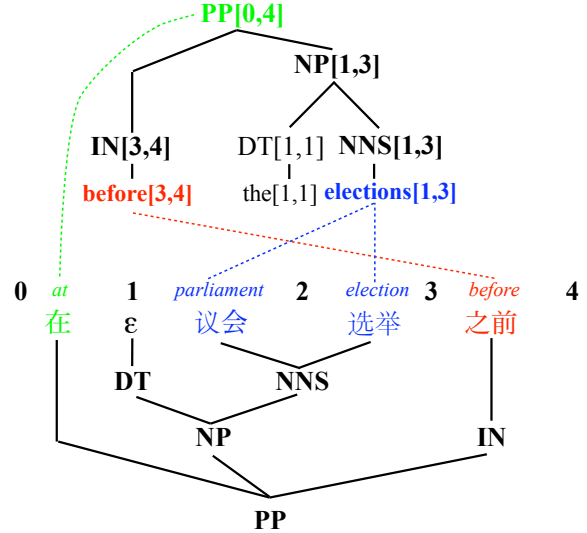 PP[0,4]
NP[1,3]
IN[3,4] DT[1,1] NNS[1,3]
before[3,4] the[1,1] elections[1,3]
0 at 1 parliament 2 election 3 before 4
在 ε 议会 选举 之前
DT NNS
NP IN
PP